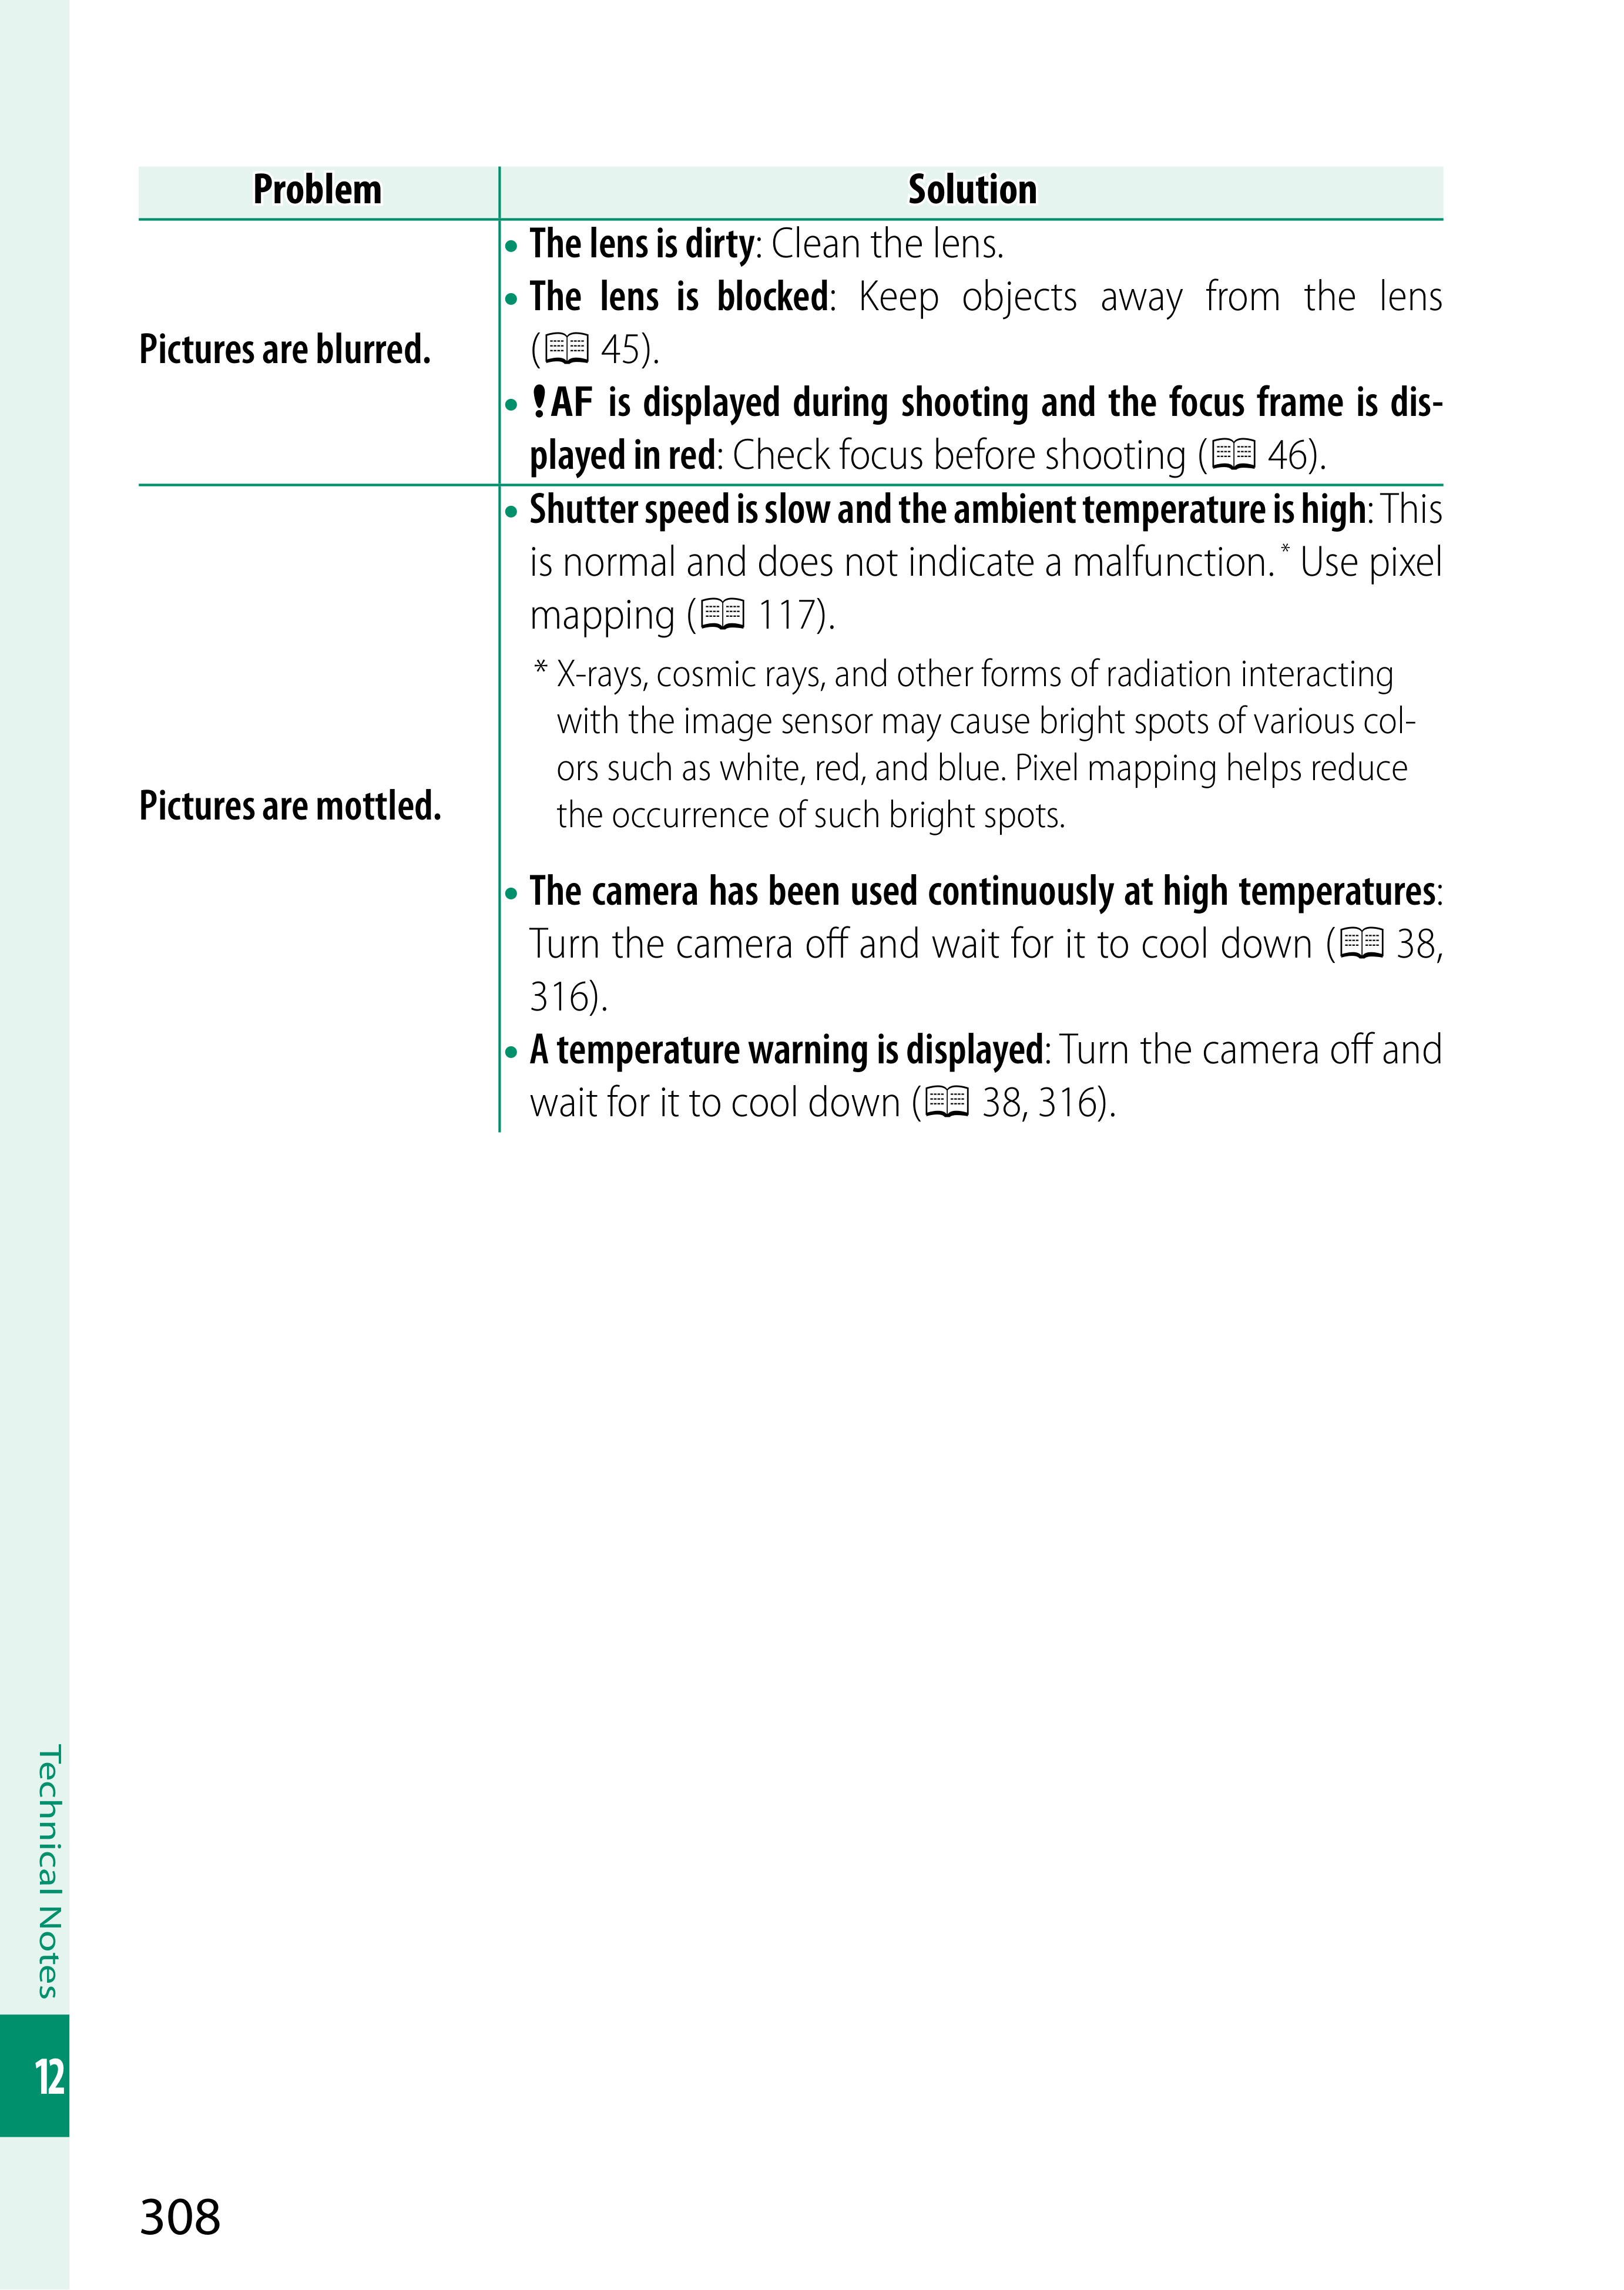 Problem
Solution
Pictures are blurred.
• The lens is dirty: Clean the lens.
• The lens is blocked: Keep objects away from the lens
( 45).
• !AF is displayed during shooting and the focus frame is dis-
played in red: Check focus before shooting ( 46).
Pictures are mottled.
• Shutter speed is slow and the ambient temperature is high: This
is normal and does not indicate a malfunction.* Use pixel
mapping ( 117).
* X-rays, cosmic rays, and other forms of radiation interacting
with the image sensor may cause bright spots of various col-
ors such as white, red, and blue. Pixel mapping helps reduce
the occurrence of such bright spots.
• The camera has been used continuously at high temperatures:
Turn the camera off and wait for it to cool down ( 38,
316).
• A temperature warning is displayed: Turn the camera off and
wait for it to cool down ( 38, 316).
Technical Notes
12
308